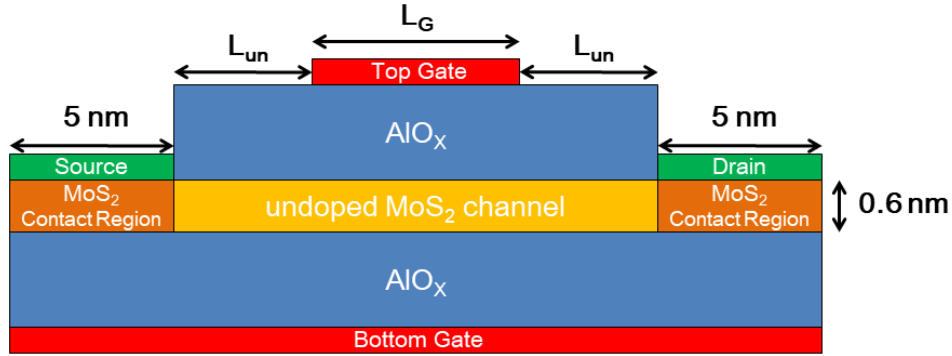 L_G
L_un
L_un
Top Gate
5 nm
AlO_X
5 nm
Source
Drain
MoS_2
Contact Region
undoped MoS_2 channel
MoS_2
Contact Region
0.6 nm
AlO_X
Bottom Gate